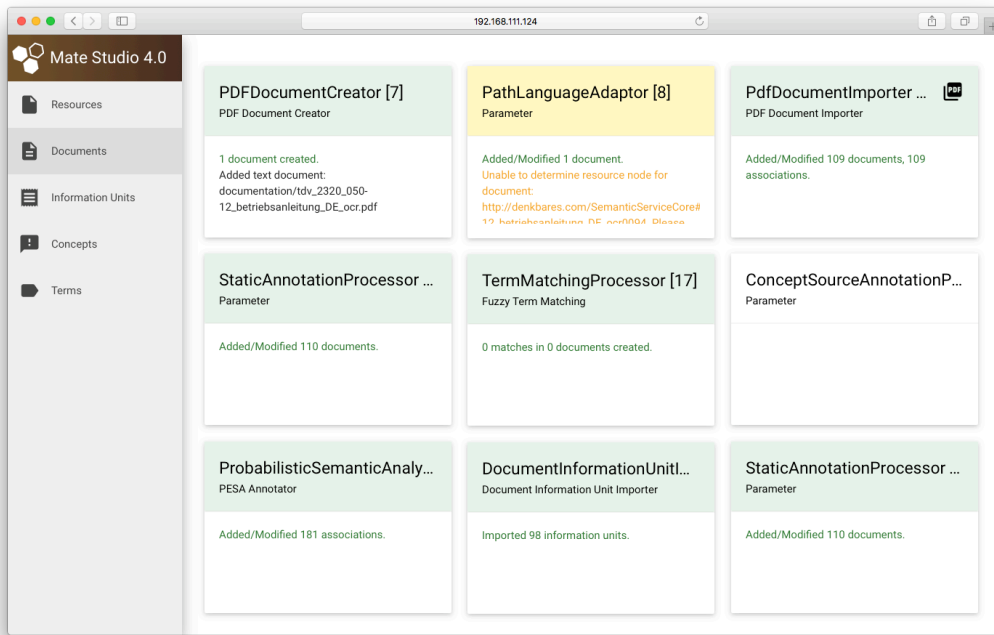 192.168.111.124
Mate Studio 4.0
Resources
Documents
Information Units
Concepts
Terms
PDFDocumentCreator [7]
PDF Document Creator
1 document created.
Added text document:
documentation/tdv_2320_050-
12_betriebsanleitung_DE_ocr.pdf
PathLanguageAdaptor [8]
Parameter
Added/Modified 1 document.
Unable to determine resource node for
document:
http://denkbares.com/SemanticServiceCore#
12_betriebsanleitung_DE_ocr0094. Please
PdfDocumentImporter ...
PDF
PDF Document Importer
Added/Modified 109 documents, 109
associations.
StaticAnnotationProcessor ...
Parameter
Added/Modified 110 documents.
TermMatchingProcessor [17]
Fuzzy Term Matching
0 matches in 0 documents created.
ConceptSourceAnnotationP...
Parameter
ProbabilisticSemanticAnaly...
PESA Annotator
Added/Modified 181 associations.
DocumentInformationUnitI...
Document Information Unit Importer
Imported 98 information units.
StaticAnnotationProcessor ...
Parameter
Added/Modified 110 documents.